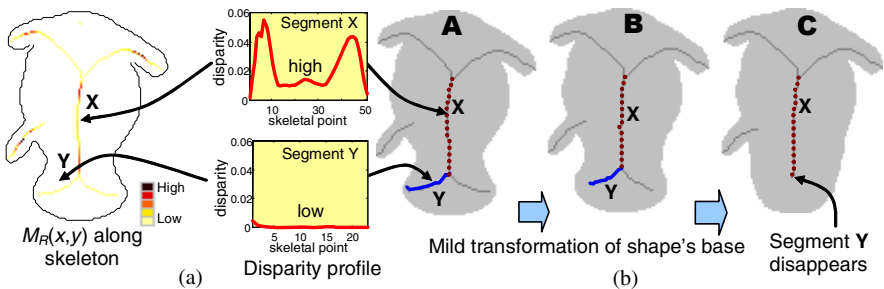 X
Y
High
Low
M_R(x,y) along
skeleton
(a)
0.06
0.04
0.02
0
disparity
Segment X
high
10 30 50
skeletal point
0.06
0.04
0.02
0
disparity
Segment Y
low
1 10 20
skeletal point
Disparity profile
A
X
Y
B
X
Y
C
X
Mild transformation of shape's base
(b)
Segment Y
disappears